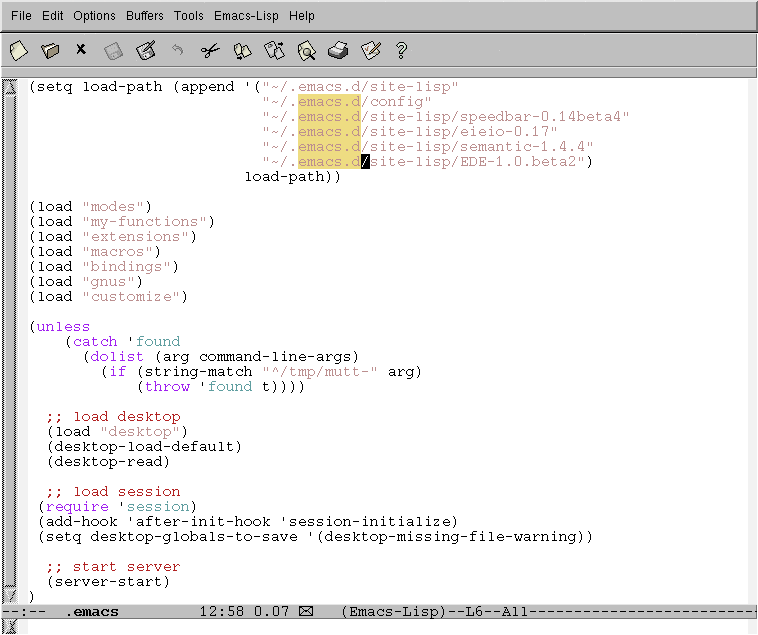 File Edit Options Buffers Tools Emacs-Lisp Help
(setq load-path (append '("~/.emacs.d/site-lisp"
                          "~/.emacs.d/config"
                          "~/.emacs.d/site-lisp/speedbar-0.14beta4"
                          "~/.emacs.d/site-lisp/eieio-0.17"
                          "~/.emacs.d/site-lisp/semantic-1.4.4"
                          "~/.emacs.d/site-lisp/EDE-1.0.beta2")
                        load-path))
(load "modes")
(load "my-functions")
(load "extensions")
(load "macros")
(load "bindings")
(load "gnus")
(load "customize")
(unless
    (catch 'found
      (dolist (arg command-line-args)
        (if (string-match "^/tmp/mutt-" arg)
            (throw 'found t))))
  ;; load desktop
  (load "desktop")
  (desktop-load-default)
  (desktop-read)
  ;; load session
 (require 'session)
 (add-hook 'after-init-hook 'session-initialize)
 (setq desktop-globals-to-save '(desktop-missing-file-warning))
  ;; start server
  (server-start)
)
--:--  .emacs         12:58 0.07 ✉   (Emacs-Lisp)--L6--All-------------------------